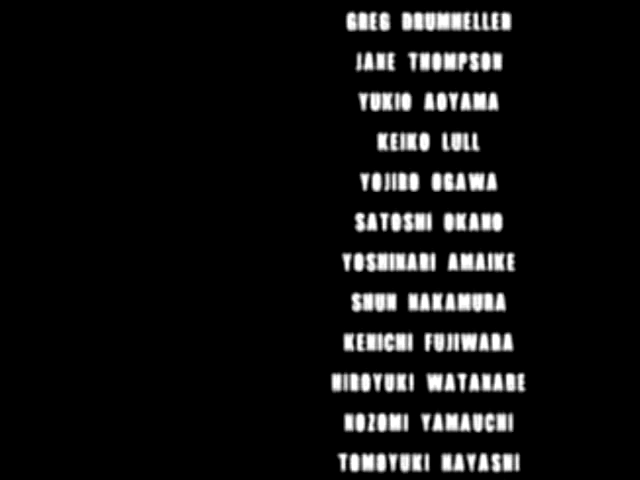 GREG DRUMHELLER
JANE THOMPSON
YUKIO AOYAMA
KEIKO LULL
YOJIRO OGAWA
SATOSHI OKANO
YOSHINARI AMAIKE
SHUN NAKAMURA
KENICHI FUJIWARA
HIROYUKI WATANABE
NOZOMI YAMAUCHI
TOMOYUKI HAYASHI